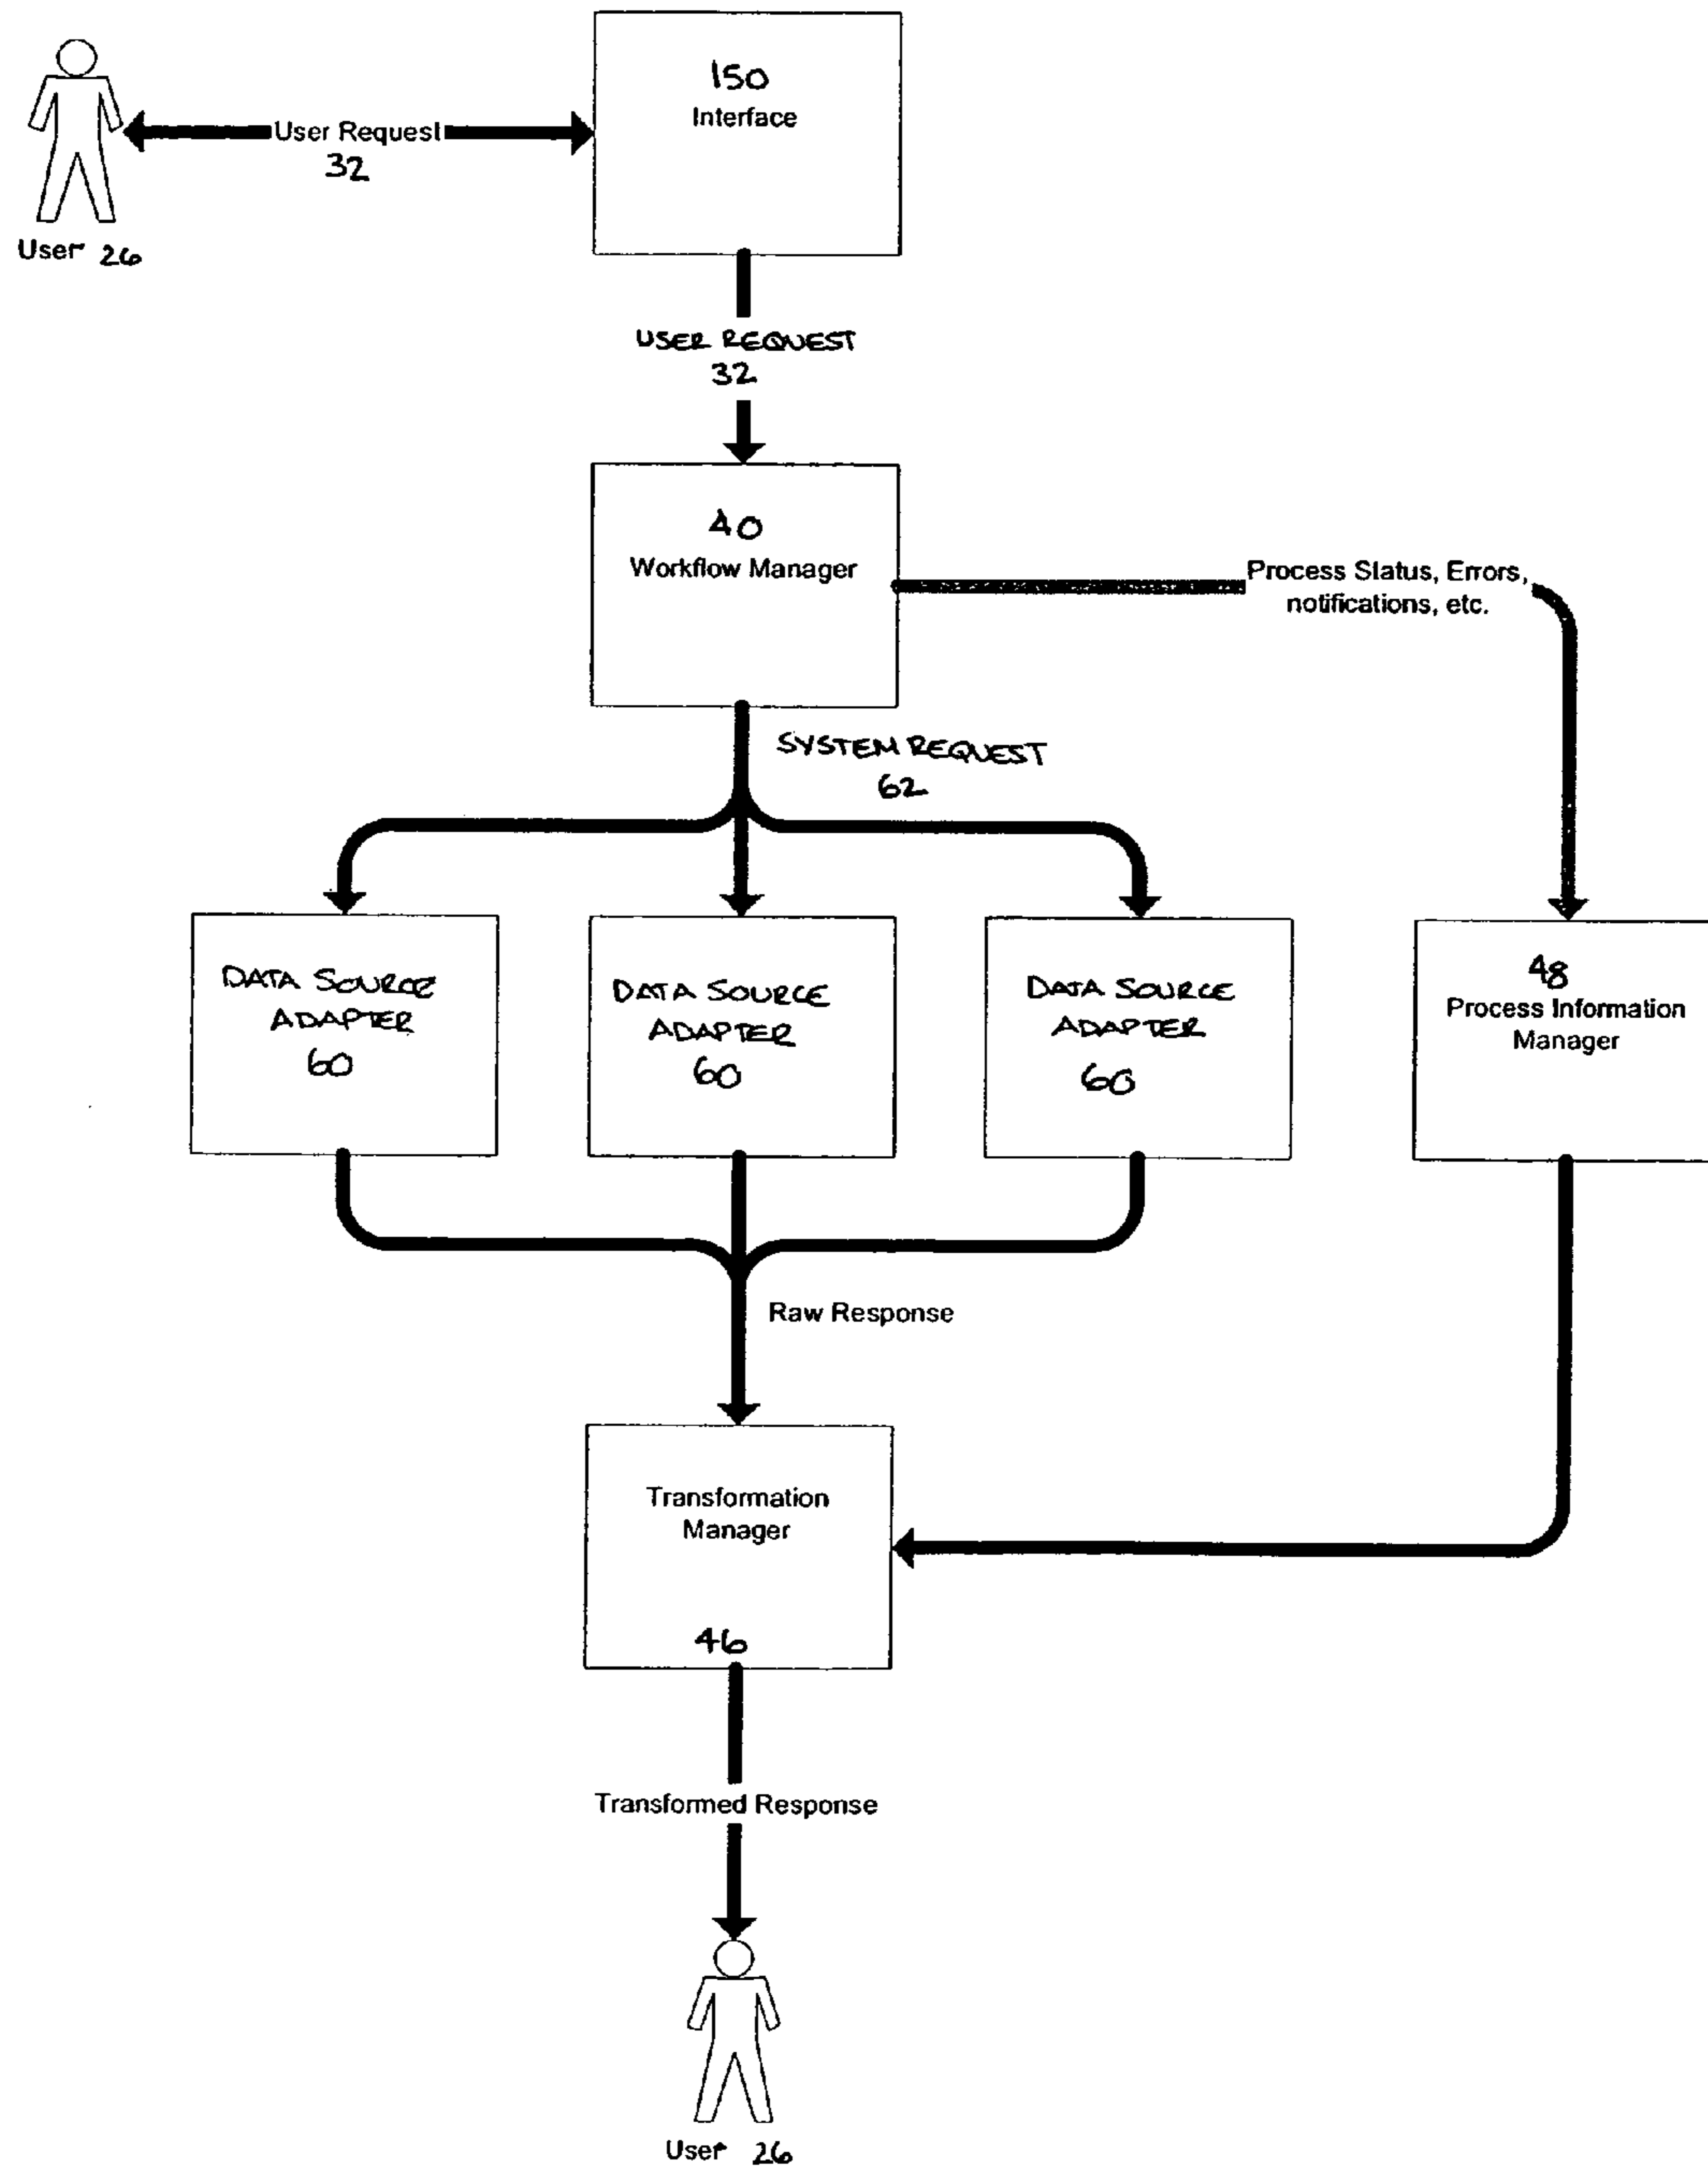 150
Interface
User Request
32
User 26
USER REQUEST
32
40
Workflow Manager
Process Status, Errors,
notifications, etc.
SYSTEM REQUEST
62
DATA SOURCE
ADAPTER
60
DATA SOURCE
ADAPTER
60
DATA SOURCE
ADAPTER
60
48
Process Information
Manager
Raw Response
Transformation
Manager
46
Transformed Response
User 26